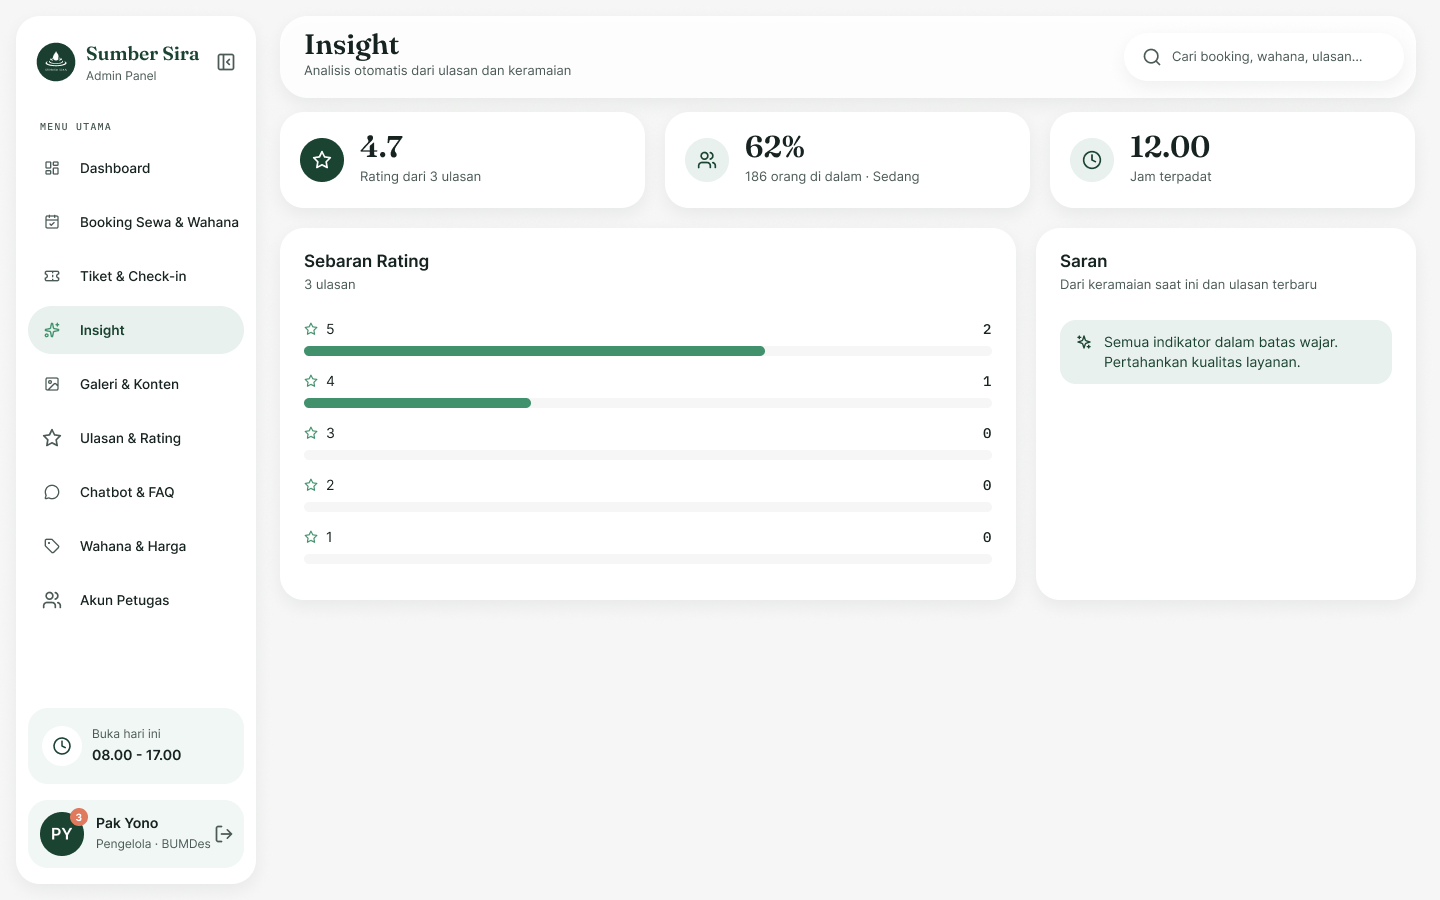 Sumber Sira
Admin Panel
MENU UTAMA
Dashboard
Booking Sewa & Wahana
Tiket & Check-in
Insight
Galeri & Konten
Ulasan & Rating
Chatbot & FAQ
Wahana & Harga
Akun Petugas
Buka hari ini
08.00 - 17.00
PY
3
Pak Yono
Pengelola · BUMDes
Insight
Analisis otomatis dari ulasan dan keramaian
Cari booking, wahana, ulasan...
4.7
Rating dari 3 ulasan
62%
186 orang di dalam · Sedang
12.00
Jam terpadat
Sebaran Rating
3 ulasan
5 2
4 1
3 0
2 0
1 0
Saran
Dari keramaian saat ini dan ulasan terbaru
Semua indikator dalam batas wajar.
Pertahankan kualitas layanan.